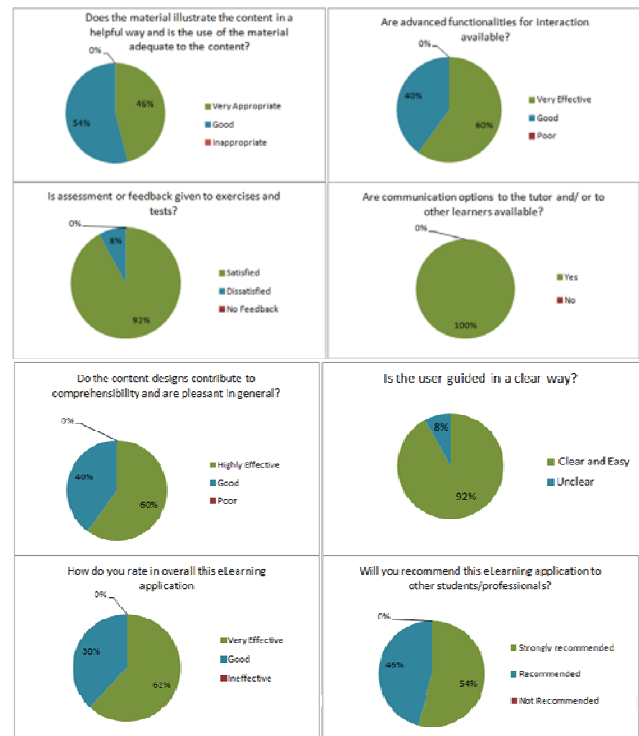 Does the material illustrate the content in a
helpful way and is the use of the material
adequate to the content?
0%
46%
54%
Very Appropriate
Good
Inappropriate
Are advanced functionalities for interaction
available?
0%
40%
60%
Very Effective
Good
Poor
Is assessment or feedback given to exercises and
tests?
0%
8%
92%
Satisfied
Dissatisfied
No Feedback
Are communication options to the tutor and/ or to
other learners available?
0%
100%
Yes
No
Do the content designs contribute to
comprehensibility and are pleasant in general?
0%
40%
60%
Highly Effective
Good
Poor
Is the user guided in a clear way?
8%
92%
Clear and Easy
Unclear
How do you rate in overall this eLearning
application
0%
38%
62%
Very Effective
Good
Ineffective
Will you recommend this eLearning application to
other students/professionals?
0%
46%
54%
Strongly recommended
Recommended
Not Recommended